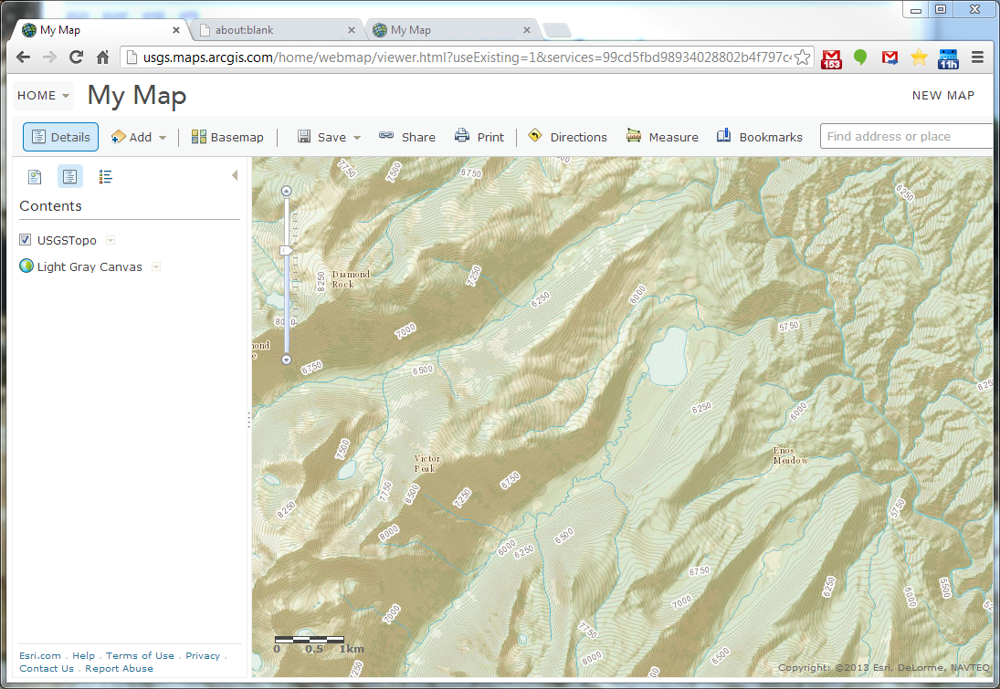 My Map
about:blank
My Map
usgs.maps.arcgis.com/home/webmap/viewer.html?useExisting=1&services=99cd5fbd98934028802b4f797c
153
11h
HOME
My Map
NEW MAP
Details
Add
Basemap
Save
Share
Print
Directions
Measure
Bookmarks
Find address or place
Contents
USGSTopo
Light Gray Canvas
7750
7500
6750
6250
8250
Diamond
Rock
7250
6250
6000
7000
5750
6750
6500
6250
6000
7500
Victor
Peak
Enos
Meadow
6750
7750
8500
7250
8250
5750
8000
6000
6250
6500
6750
6250
6000
5500
7000
7000
7750
8000
6500
8250
0 0.5 1km
Esri.com . Help . Terms of Use . Privacy .
Contact Us . Report Abuse
Copyright: ©2013 Esri, DeLorme, NAVTEQ